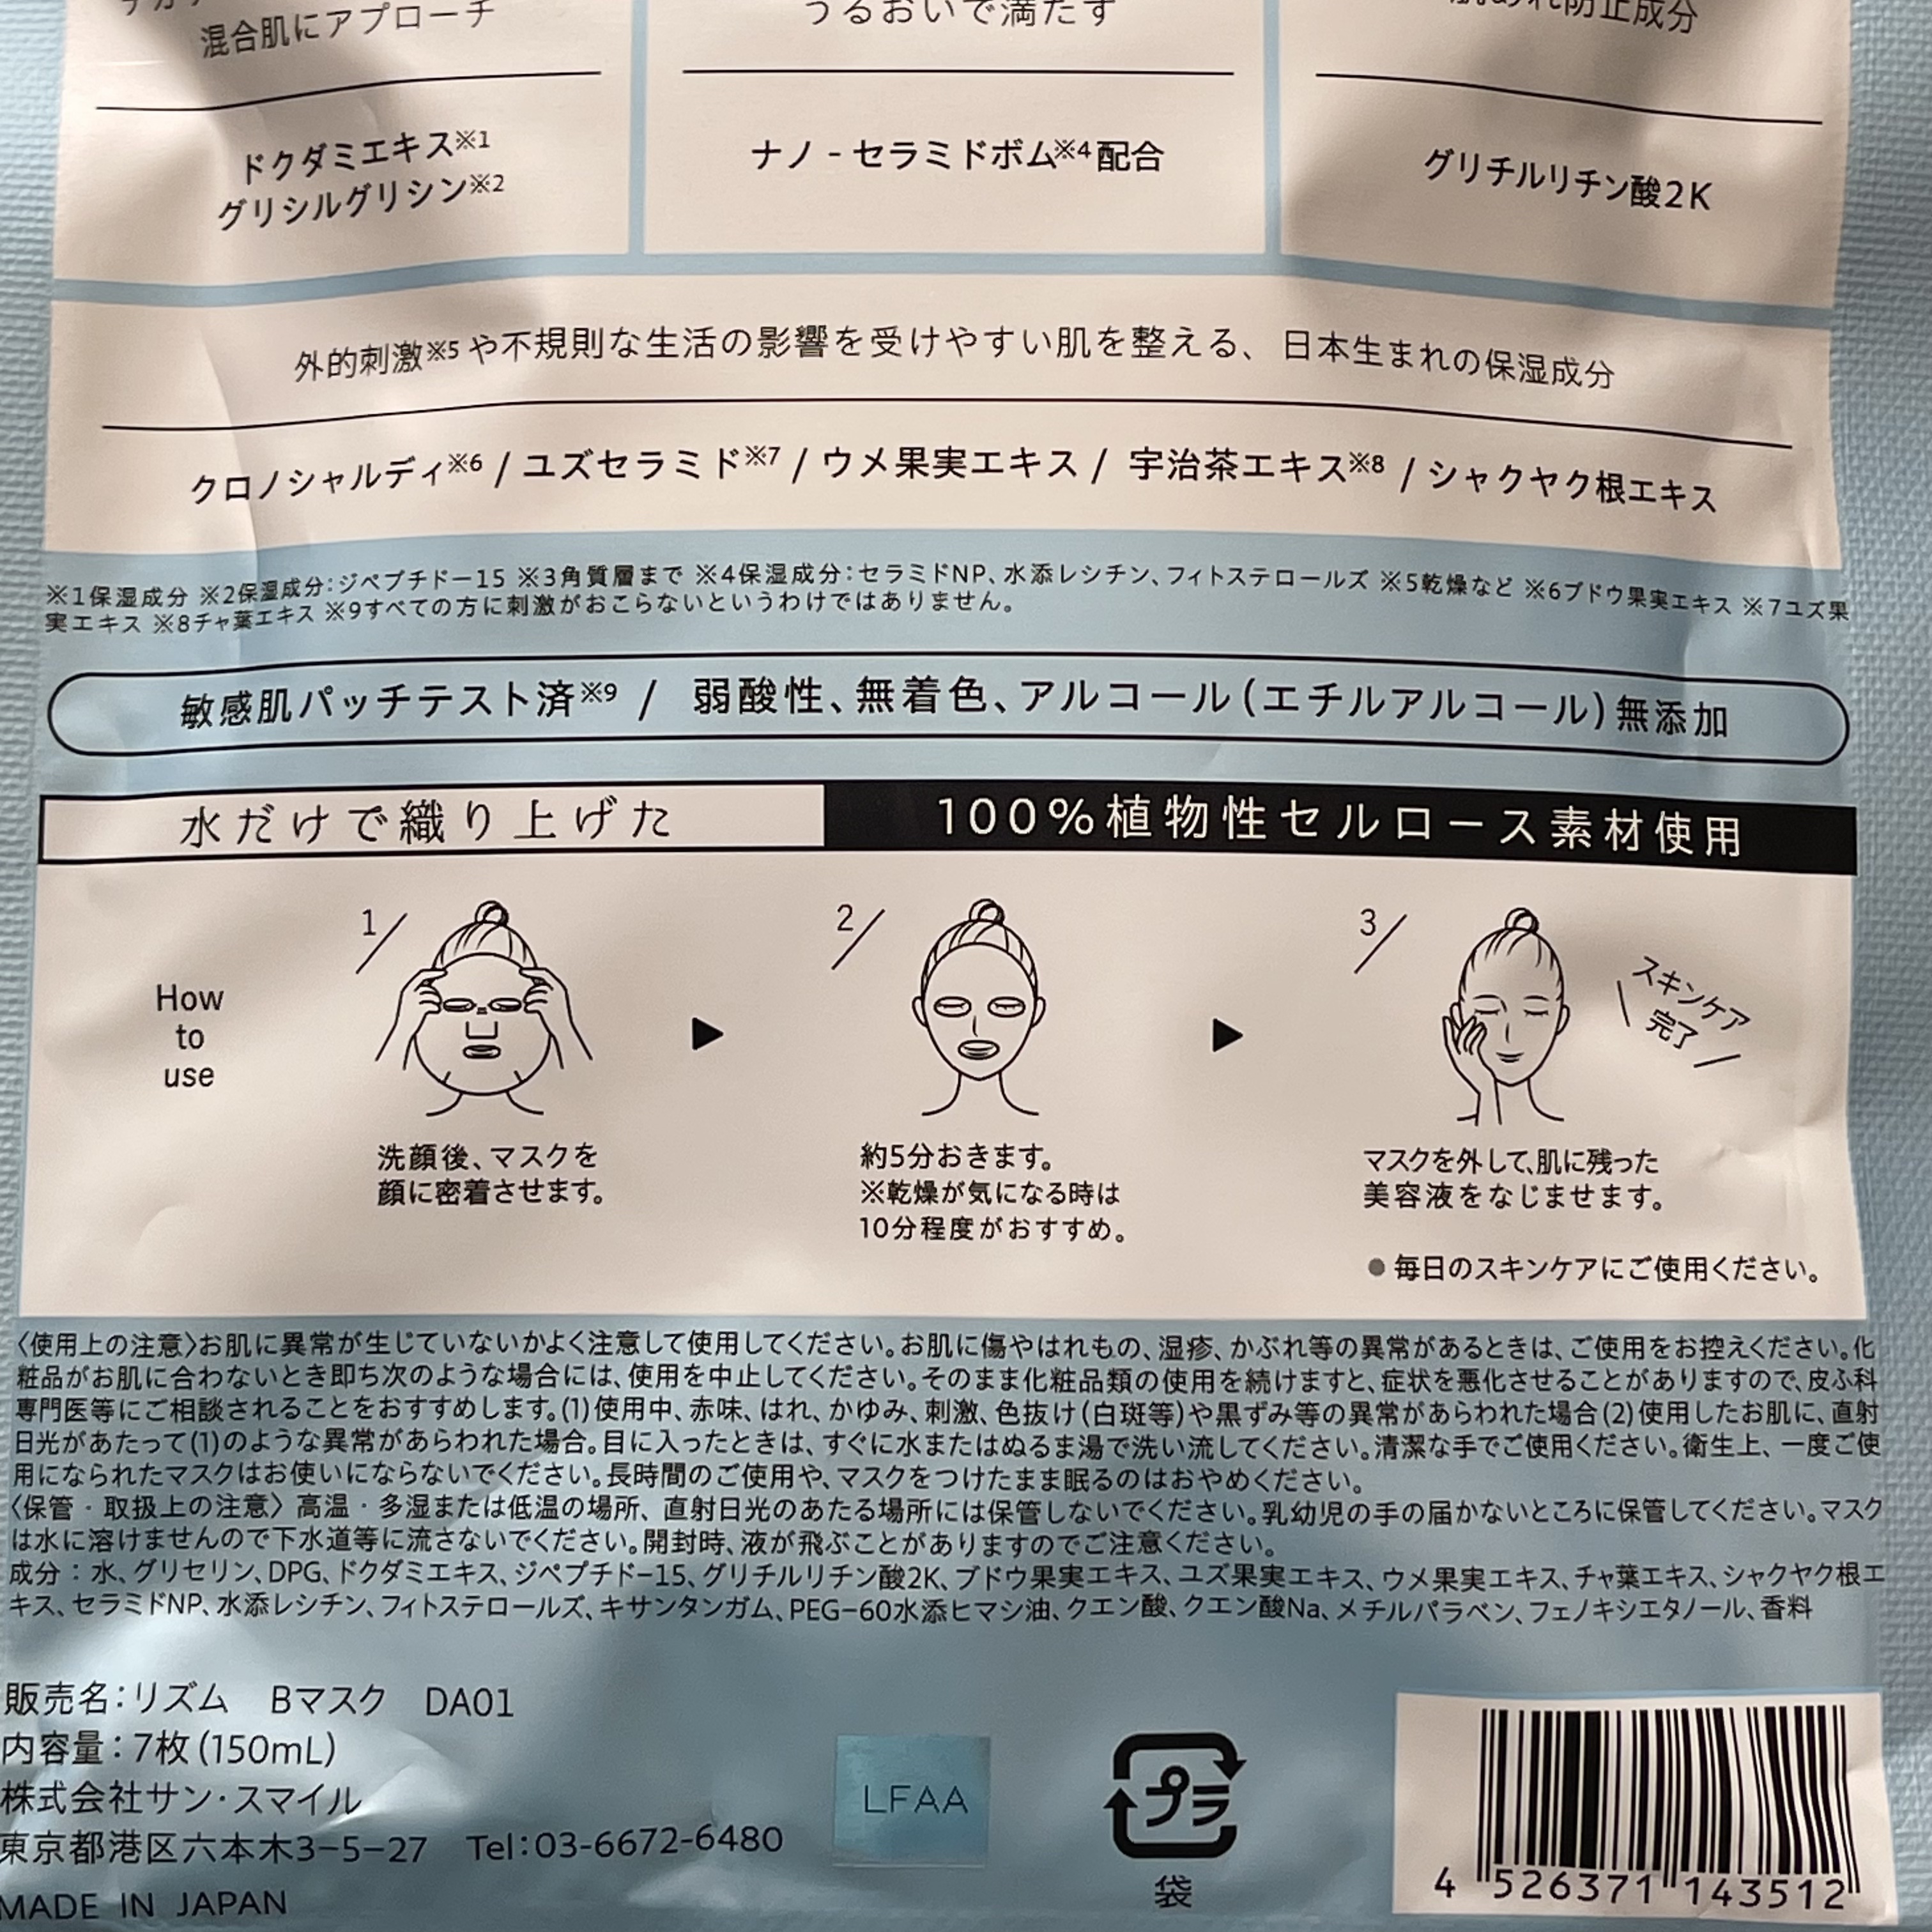 混合肌にアプローチ
うるおいで満たす
ドクダミエキス※1
グリシルグリシン※2
ナノ-セラミドボム※4配合
グリチルリチン酸2K
外的刺激※5や不規則な生活の影響を受けやすい肌を整える、日本生まれの保湿成分
クロノシャルディ※6 / ユズセラミド※7 / ウメ果実エキス / 宇治茶エキス※8 / シャクヤク根エキス
※1保湿成分 ※2保湿成分:ジペプチドー15 ※3角質層まで ※4保湿成分:セラミドNP、水添レシチン、フィトステロールズ ※5乾燥など ※6ブドウ果実エキス ※7ユズ果
実エキス ※8チャ葉エキス ※9すべての方に刺激がおこらないというわけではありません。
敏感肌パッチテスト済※9 / 弱酸性、無着色、アルコール(エチルアルコール)無添加
水だけで織り上げた 100%植物性セルロース素材使用
How
to
use
1/
洗顔後、マスクを
顔に密着させます。
2/
約5分おきます。
※乾燥が気になる時は
10分程度がおすすめ。
3/
スキンケア
完了
マスクを外して、肌に残った
美容液をなじませます。
●毎日のスキンケアにご使用ください。
〈使用上の注意〉お肌に異常が生じていないかよく注意して使用してください。お肌に傷やはれもの、湿疹、かぶれ等の異常があるときは、ご使用をお控えください。化
粧品がお肌に合わないとき即ち次のような場合には、使用を中止してください。そのまま化粧品類の使用を続けますと、症状を悪化させることがありますので、皮ふ科
専門医等にご相談されることをおすすめします。(1)使用中、赤味、はれ、かゆみ、刺激、色抜け(白斑等)や黒ずみ等の異常があらわれた場合(2)使用したお肌に、直射
日光があたって(1)のような異常があらわれた場合。目に入ったときは、すぐに水またはぬるま湯で洗い流してください。清潔な手でご使用ください。衛生上、一度ご使
用になられたマスクはお使いにならないでください。長時間のご使用や、マスクをつけたまま眠るのはおやめください。
〈保管・取扱上の注意〉高温・多湿または低温の場所、直射日光のあたる場所には保管しないでください。乳幼児の手の届かないところに保管してください。マスク
は水に溶けませんので下水道等に流さないでください。開封時、液が飛ぶことがありますのでご注意ください。
成分:水、グリセリン、DPG、ドクダミエキス、ジペプチド−15、グリチルリチン酸2K、ブドウ果実エキス、ユズ果実エキス、ウメ果実エキス、チャ葉エキス、シャクヤク根エ
キス、セラミドNP、水添レシチン、フィトステロールズ、キサンタンガム、PEG−60水添ヒマシ油、クエン酸、クエン酸Na、メチルパラベン、フェノキシエタノール、香料
販売名:リズム Bマスク DA01
内容量:7枚(150mL)
株式会社サン・スマイル
東京都港区六本木3−5−27 Tel:03-6672-6480
MADE IN JAPAN
LFAA
プラ
袋
4 526371 143512